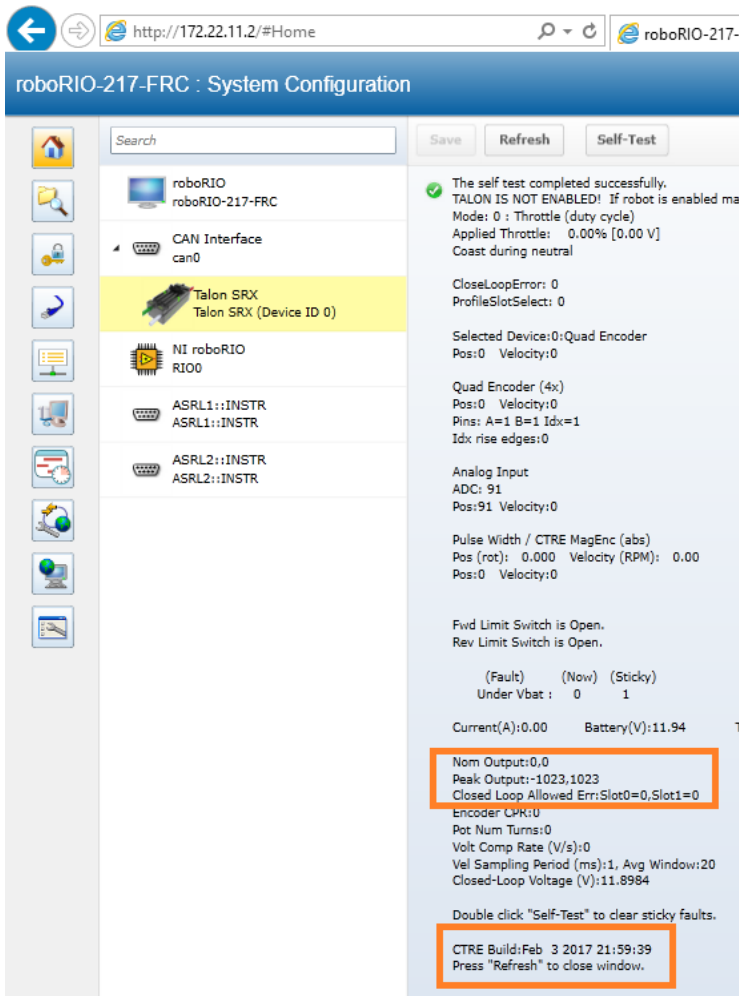 http://172.22.11.2/#Home
roboRIO-217-
roboRIO-217-FRC : System Configuration
Search
Save Refresh Self-Test
roboRIO
roboRIO-217-FRC
CAN Interface
can0
Talon SRX
Talon SRX (Device ID 0)
NI roboRIO
RIO0
ASRL1::INSTR
ASRL1::INSTR
ASRL2::INSTR
ASRL2::INSTR
The self test completed successfully.
TALON IS NOT ENABLED! If robot is enabled ma
Mode: 0 : Throttle (duty cycle)
Applied Throttle: 0.00% [0.00 V]
Coast during neutral
CloseLoopError: 0
ProfileSlotSelect: 0
Selected Device:0:Quad Encoder
Pos:0 Velocity:0
Quad Encoder (4x)
Pos:0 Velocity:0
Pins: A=1 B=1 Idx=1
Idx rise edges:0
Analog Input
ADC: 91
Pos:91 Velocity:0
Pulse Width / CTRE MagEnc (abs)
Pos (rot): 0.000 Velocity (RPM): 0.00
Pos:0 Velocity:0
Fwd Limit Switch is Open.
Rev Limit Switch is Open.
(Fault) (Now) (Sticky)
Under Vbat : 0 1
Current(A):0.00 Battery(V):11.94 T
Nom Output:0,0
Peak Output:-1023,1023
Closed Loop Allowed Err:Slot0=0,Slot1=0
Encoder CPR:0
Pot Num Turns:0
Volt Comp Rate (V/s):0
Vel Sampling Period (ms):1, Avg Window:20
Closed-Loop Voltage (V):11.8984
Double click "Self-Test" to clear sticky faults.
CTRE Build:Feb 3 2017 21:59:39
Press "Refresh" to close window.